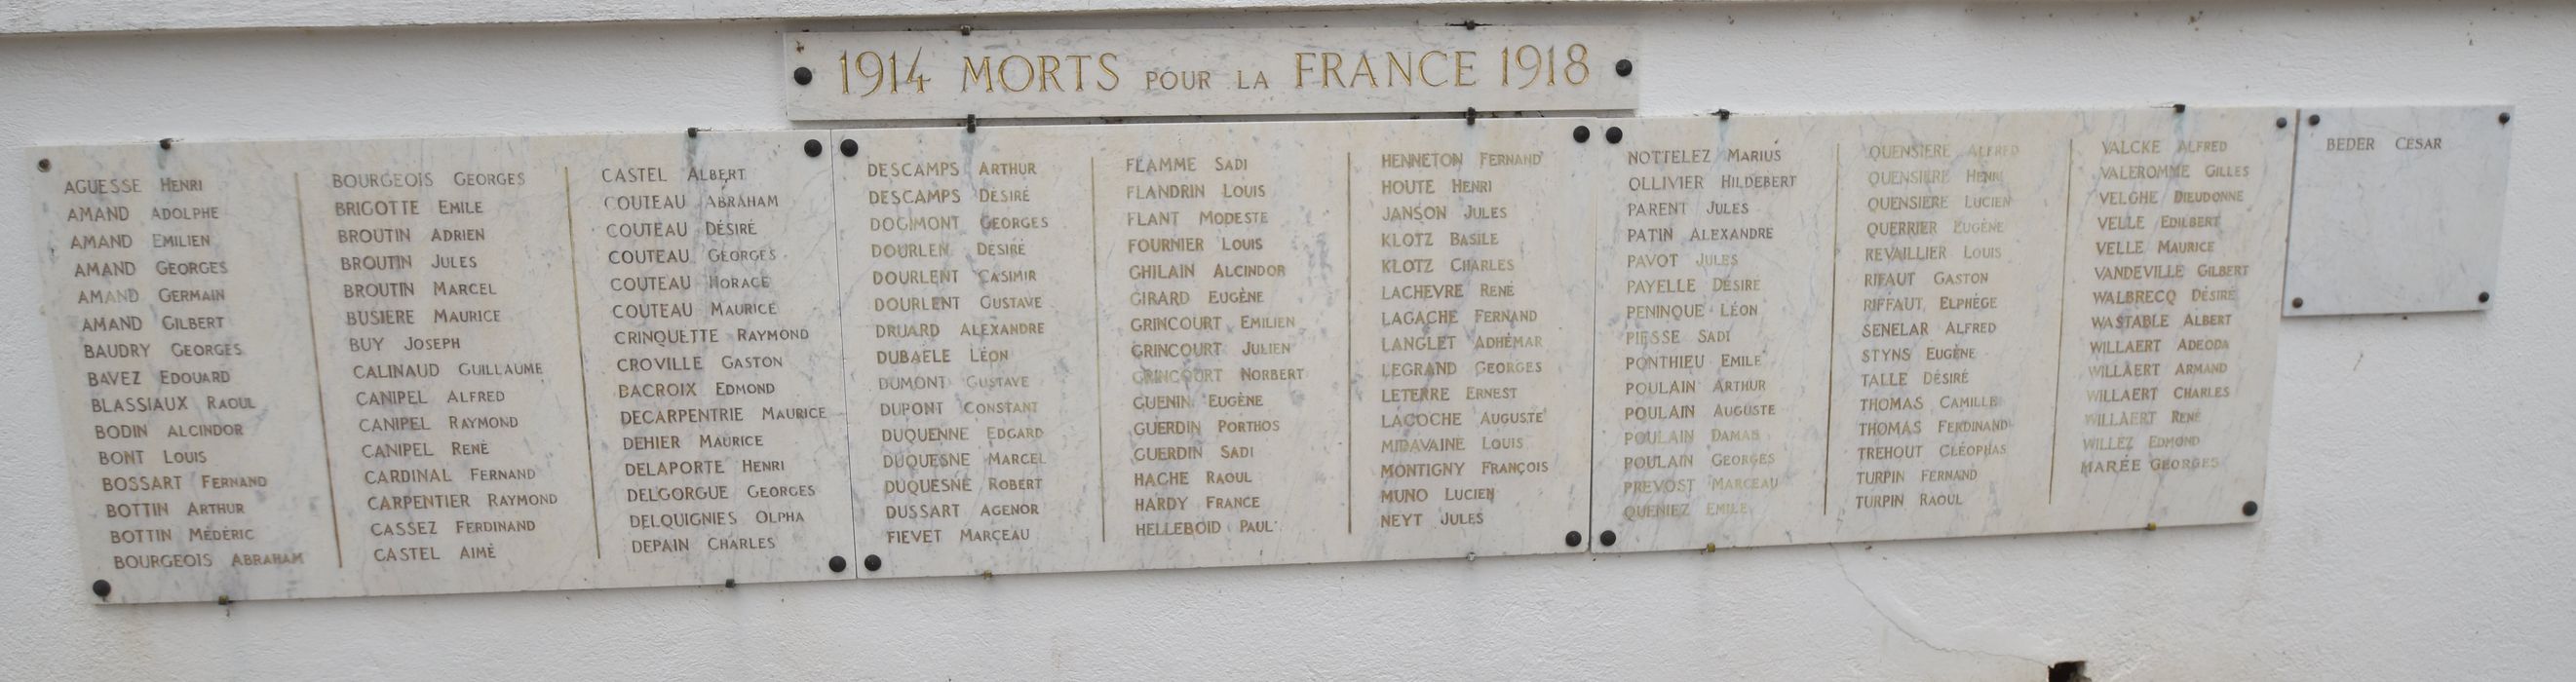 1914 MORTS POUR LA FRANCE 1918
AGUESSE HENRI
AMAND ADOLPHE
AMAND EMILIEN
AMAND GEORGES
AMAND GERMAIN
AMAND GILBERT
BAUDRY GEORGES
BAVEZ EDOUARD
BLASSIAUX RAOUL
BODIN ALCINDOR
BONT LOUIS
BOSSART FERNAND
BOTTIN ARTHUR
BOTTIN MÉDÉRIC
BOURGEOIS ABRAHAM
BOURGEOIS GEORGES
BRIGOTTE EMILE
BROUTIN ADRIEN
BROUTIN JULES
BROUTIN MARCEL
BUSIERE MAURICE
BUY JOSEPH
CALINAUD GUILLAUME
CANIPEL ALFRED
CANIPEL RAYMOND
CANIPEL RENÉ
CARDINAL FERNAND
CARPENTIER RAYMOND
CASSEZ FERDINAND
CASTEL AIMÉ
CASTEL ALBERT
COUTEAU ABRAHAM
COUTEAU DÉSIRÉ
COUTEAU GEORGES
COUTEAU HORACE
COUTEAU MAURICE
CRINQUETTE RAYMOND
CROVILLE GASTON
DACROIX EDMOND
DECARPENTRIE MAURICE
DEHIER MAURICE
DELAPORTE HENRI
DELGORGUE GEORGES
DELQUIGNIES OLPHA
DEPAIN CHARLES
DESCAMPS ARTHUR
DESCAMPS DÉSIRÉ
DOGIMONT GEORGES
DOURLEN DÉSIRÉ
DOURLENT CASIMIR
DOURLENT GUSTAVE
DRUARD ALEXANDRE
DUBAELE LÉON
DUMONT GUSTAVE
DUPONT CONSTANT
DUQUENNE EDGARD
DUQUESNE MARCEL
DUQUESNE ROBERT
DUSSART AGENOR
FIEVET MARCEAU
FLAMME SADI
FLANDRIN LOUIS
FLANT MODESTE
FOURNIER LOUIS
GHILAIN ALCINDOR
GIRARD EUGÈNE
GRINCOURT EMILIEN
GRINCOURT JULIEN
GRINCOURT NORBERT
GUENIN EUGÈNE
GUERDIN PORTHOS
GUERDIN SADI
HACHE RAOUL
HARDY FRANCE
HELLEBOID PAUL
HENNETON FERNAND
HOUTE HENRI
JANSON JULES
KLOTZ BASILE
KLOTZ CHARLES
LACHEVRE RENÉ
LAGACHE FERNAND
LANGLET ADHÉMAR
LEGRAND GEORGES
LETERRE ERNEST
LACOCHE AUGUSTE
MIDAVAINE LOUIS
MONTIGNY FRANÇOIS
MUNO LUCIEN
NEYT JULES
NOTTELEZ MARIUS
OLLIVIER HILDEBERT
PARENT JULES
PATIN ALEXANDRE
PAVOT JULES
PAYELLE DÉSIRÉ
PENINQUE LÉON
PIESSE SADI
PONTHIEU EMILE
POULAIN ARTHUR
POULAIN AUGUSTE
POULAIN DAMAS
POULAIN GEORGES
PREVOST MARCEAU
QUENIEZ EMILE
QUENSIERE ALFRED
QUENSIERE HENRI
QUENSIERE LUCIEN
QUERRIER EUGÈNE
REVAILLIER LOUIS
RIFAUT GASTON
RIFFAUT ELPHÈGE
SENELAR ALFRED
STYNS EUGÈNE
TALLE DÉSIRÉ
THOMAS CAMILLE
THOMAS FERDINAND
TREHOUT CLÉOPHAS
TURPIN FERNAND
TURPIN RAOUL
VALCKE ALFRED
VALEROMME GILLES
VELGHE DIEUDONNE
VELLE EDILBERT
VELLE MAURICE
VANDEVILLE GILBERT
WALBRECQ DÉSIRÉ
WASTABLE ALBERT
WILLAERT ADEODA
WILLAERT ARMAND
WILLAERT CHARLES
WILLAERT RENÉ
WILLEZ EDMOND
MARÉE GEORGES
BEDER CESAR